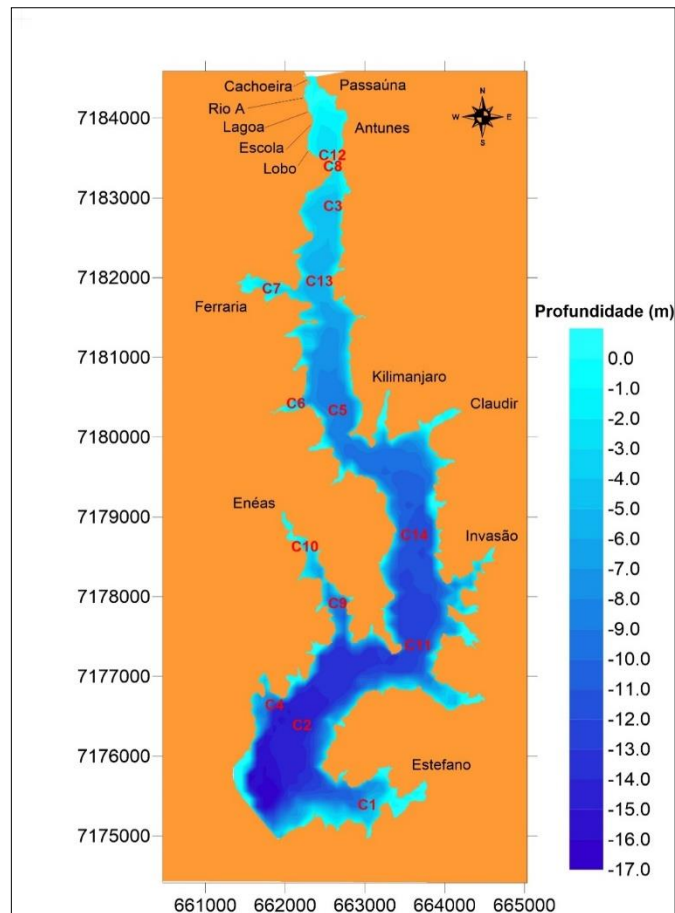 Cachoeira
Passaúna
N
Rio A
7184000
W
E
Lagoa
Antunes
S
Escola
C12
Lobo
C8
7183000
C3
7182000
C13
C7
Ferraria
Profundidade (m)
0.0
7181000
-1.0
Kilimanjaro
-2.0
C6
C5
Claudir
-3.0
7180000
-4.0
-5.0
Enéas
7179000
-6.0
C14
Invasão
C10
-7.0
-8.0
7178000
C9
-9.0
C11
-10.0
7177000
-11.0
C4
C2
-12.0
7176000
-13.0
Estefano
-14.0
C1
-15.0
7175000
-16.0
-17.0
661000 662000 663000 664000 665000